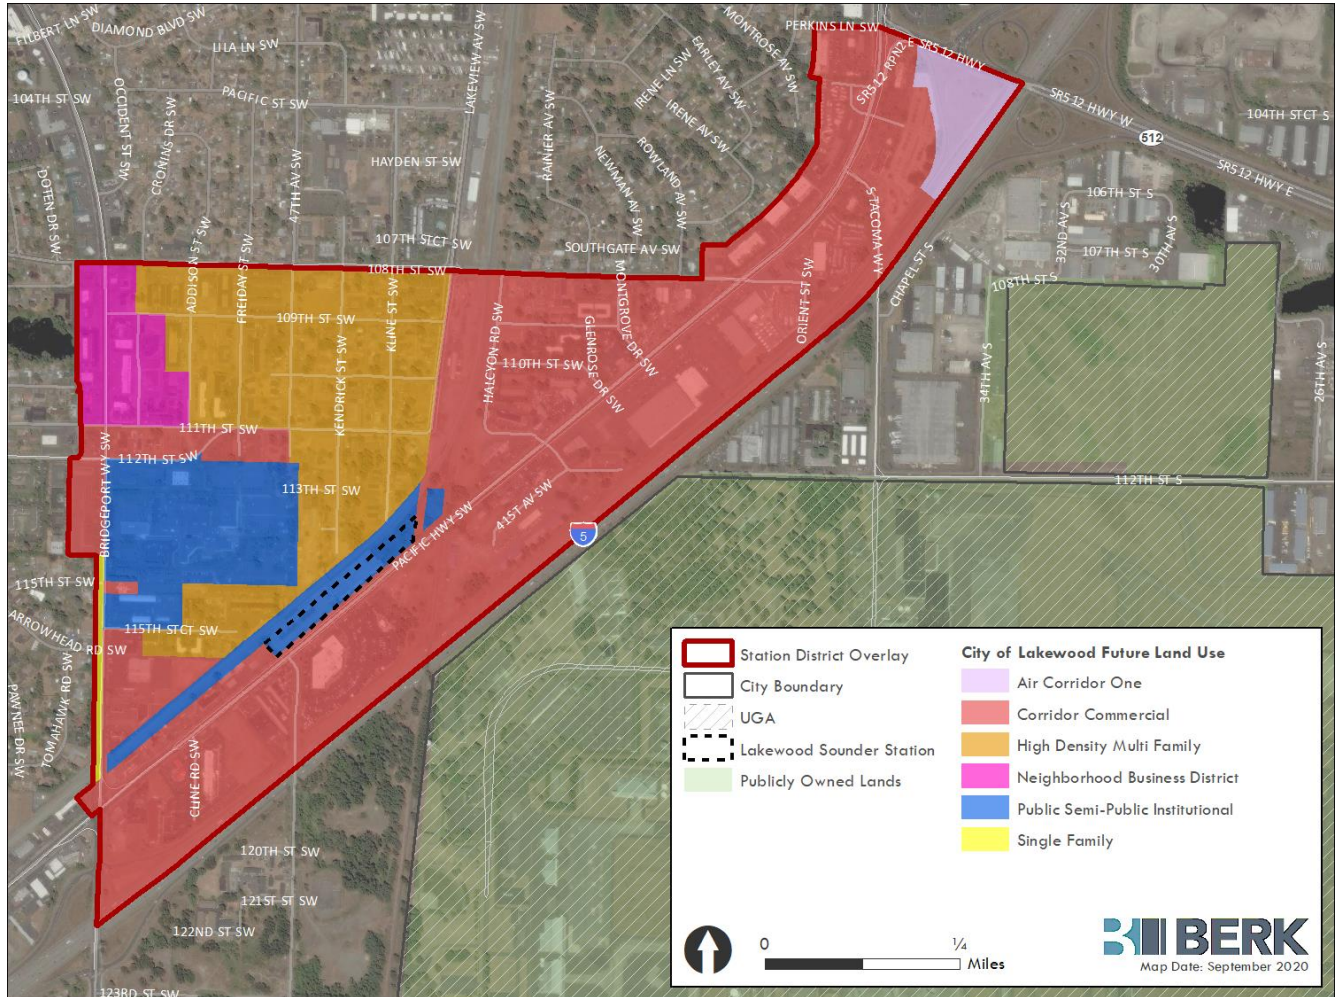 FILBERT LN SW
DIAMOND BLVD SW
LILA LN SW
LAKEVIEW AV SW
MONTROSE AV SW
PERKINS LN SW
EARLEY AV SW
IRENE LN SW
SR512 RPNZ E
SR512 HWY
104TH ST SW
OCCIDENT ST SW
PACIFIC ST SW
CRONINS DR SW
47TH AV SW
RAINIER AV SW
IRENE AV SW
SR512 HWY W
512
104TH STCT S
SR512 HWY E
DOTEN DR SW
HAYDEN ST SW
NEWMAN AV SW
ROWLAND AV SW
S TACOMA WY
106TH ST S
32ND AV S
30TH AV S
107TH ST S
107TH STCT SW
SOUTHGATE AV SW
108TH ST SW
ADDISON ST SW
FREIDAY ST SW
KLINE ST SW
109TH ST SW
KENDRICK ST SW
HALCYON RD SW
MONTGROVE DR SW
GLENROSE DR SW
110TH ST SW
ORIENT ST SW
CHAPEL ST S
108TH ST S
34TH AV S
26TH AV S
111TH ST SW
112TH ST SW
BRIDGEPORT WY SW
113TH ST SW
41ST AV SW
PACIFIC HWY SW
112TH ST S
5
115TH ST SW
ARROWHEAD RD SW
115TH STCT SW
PAWNEE DR SW
TOMAHAWK RD SW
CLINE RD SW
120TH ST SW
121ST ST SW
122ND ST SW
123RD ST SW
Station District Overlay
City Boundary
UGA
Lakewood Sounder Station
Publicly Owned Lands
City of Lakewood Future Land Use
Air Corridor One
Corridor Commercial
High Density Multi Family
Neighborhood Business District
Public Semi-Public Institutional
Single Family
0
¼
Miles
BERK
Map Date: September 2020